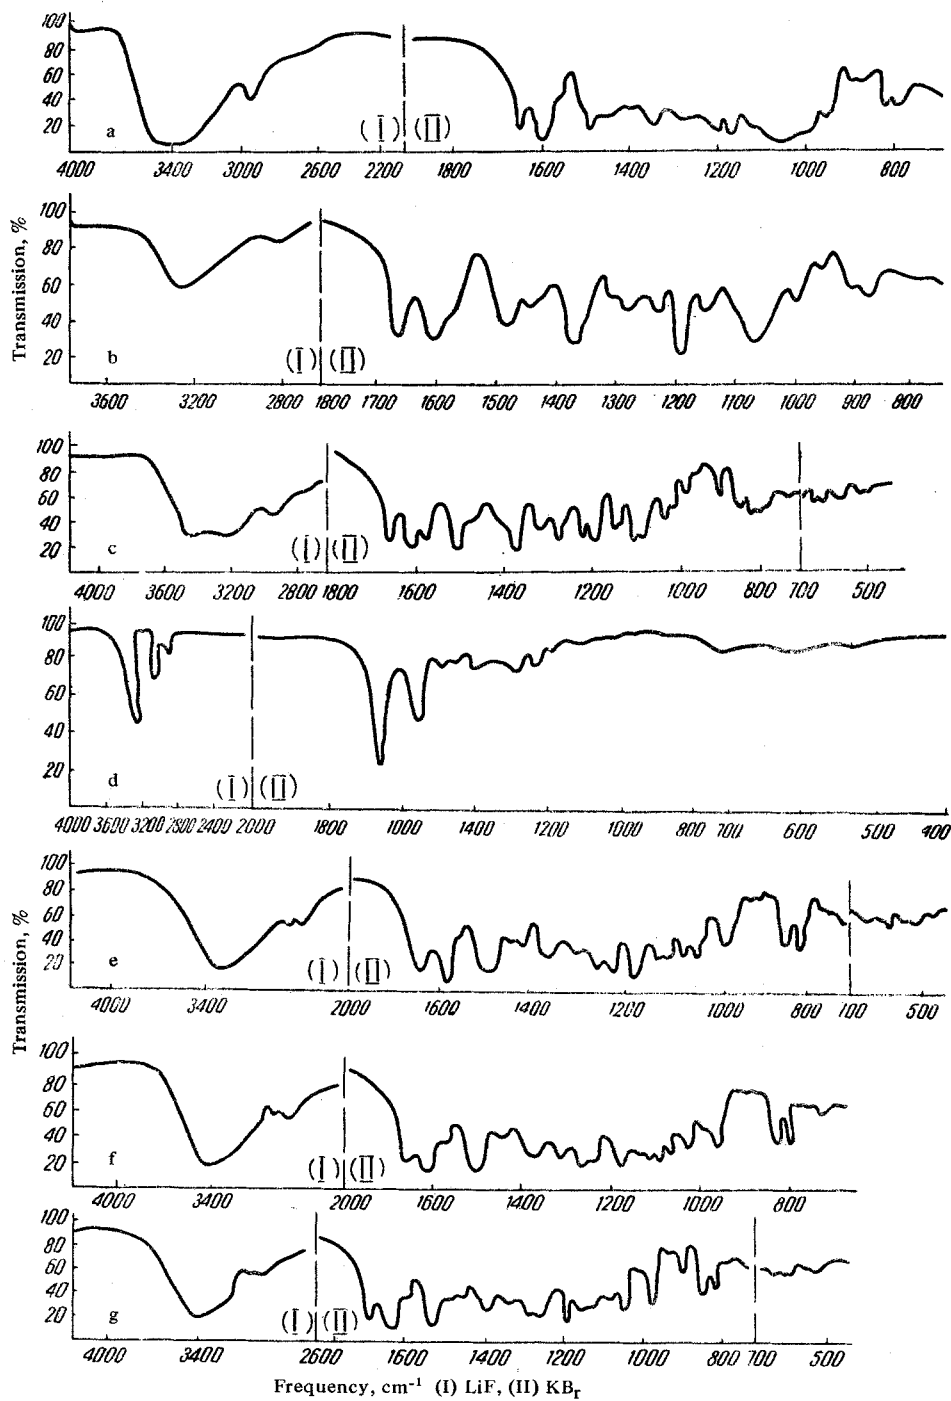 100
80
60
40
20
a
(I) (II)
4000 3400 3000 2600 2200 1800 1600 1400 1200 1000 800
100
80
60
40
20
b
(I) (II)
3600 3200 2800 1800 1700 1600 1500 1400 1200 1100 1000 900 800
Transmission, %
100
80
60
40
20
c
(I) (II)
4000 3600 3200 2800 1800 1600 1400 1200 1000 800 700 500
100
80
60
40
20
d
(I) (II)
4000 3600 3200 2800 2400 2000 1800 1600 1400 1200 1000 800 700 600 500 400
100
80
60
40
20
e
(I) (II)
4000 3400 2000 1600 1400 1200 1000 800 700 500
Transmission, %
100
80
60
40
20
f
(I) (II)
4000 3400 2000 1600 1400 1200 1000 800
100
80
60
40
20
g
(I) (II)
4000 3400 2600 1600 1400 1200 1000 800 700 500
Frequency, cm⁻¹ (I) LiF, (II) KBr